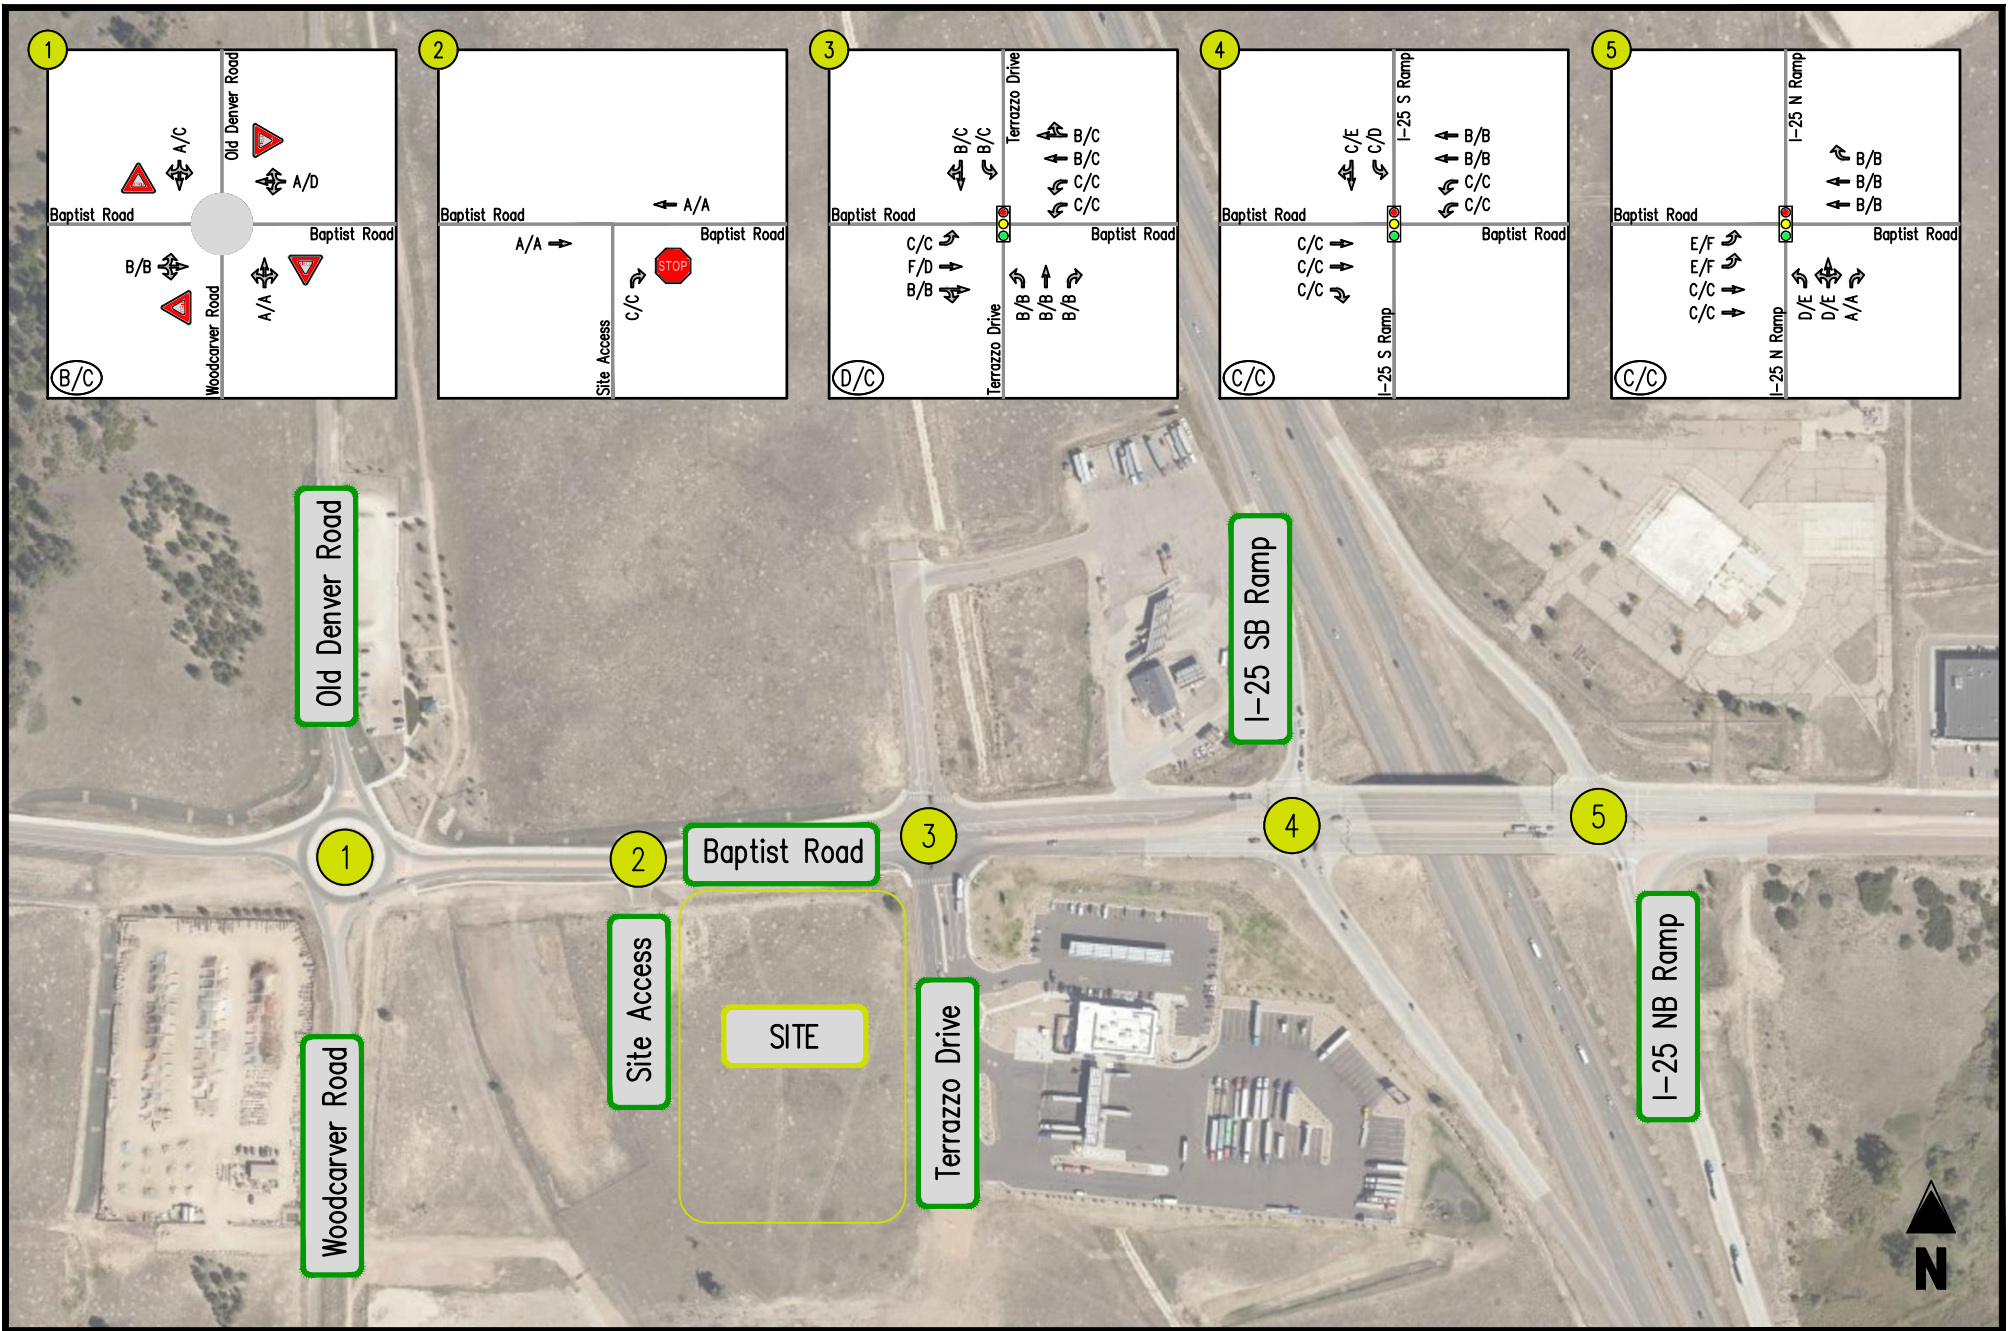 1
Old Denver Road
A/C
A/D
Baptist Road
Baptist Road
B/B
A/A
Woodcarver Road
B/C
2
A/A
Baptist Road
Baptist Road
A/A
STOP
C/C
Site Access
3
Terrazzo Drive
B/C
B/C
B/C
B/C
C/C
C/C
Baptist Road
Baptist Road
C/C
F/D
B/B
B/B
B/B
B/B
Terrazzo Drive
D/C
4
I-25 S Ramp
C/E
C/D
B/B
B/B
C/C
C/C
Baptist Road
Baptist Road
C/C
C/C
C/C
I-25 S Ramp
C/C
5
I-25 N Ramp
B/B
B/B
B/B
Baptist Road
Baptist Road
E/F
E/F
C/C
C/C
D/E
D/E
A/A
I-25 N Ramp
C/C
Old Denver Road
I-25 SB Ramp
1
2
Baptist Road
3
4
5
Site Access
SITE
Terrazzo Drive
I-25 NB Ramp
Woodcarver Road
N